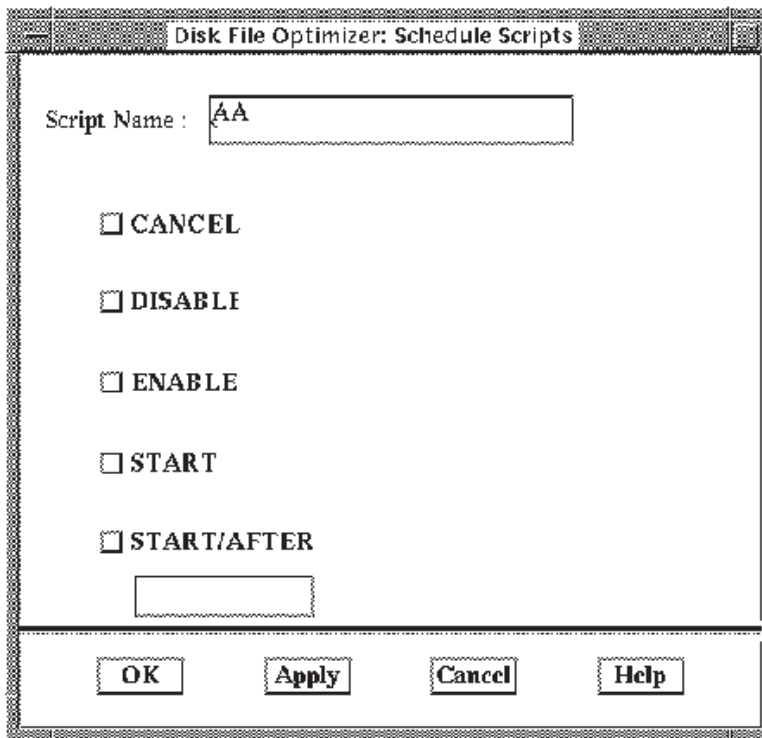 Disk File Optimizer: Schedule Scripts
Script Name : AA
CANCEL
DISABLE
ENABLE
START
START/AFTER
OK Apply Cancel Help